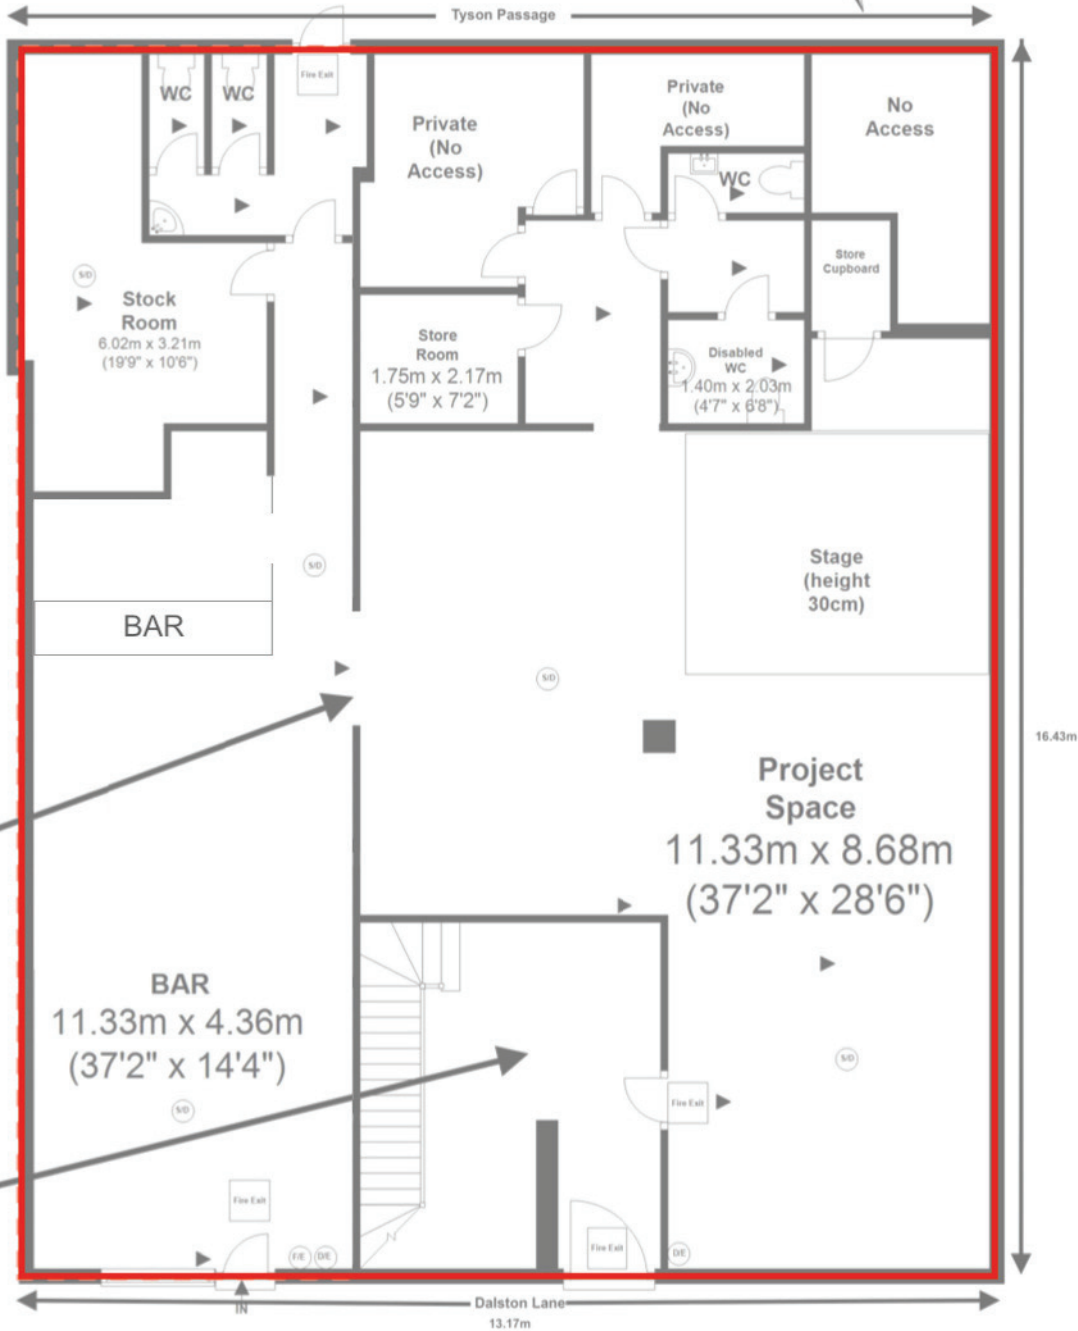 Tyson Passage
Fire Exit
WC
WC
Private
(No
Access)
Private
(No
Access)
No
Access
WC
S/D
Stock
Room
6.02m x 3.21m
(19'9" x 10'6")
Store
Cupboard
Store
Room
1.75m x 2.17m
(5'9" x 7'2")
Disabled
WC
1.40m x 2.03m
(4'7" x 6'8")
S/D
Stage
(height
30cm)
BAR
S/D
16.43m
Project
Space
11.33m x 8.68m
(37'2" x 28'6")
BAR
11.33m x 4.36m
(37'2" x 14'4")
S/D
S/D
Fire Exit
Fire Exit
Fire Exit
F/E
D/E
D/E
IN
Dalston Lane
13.17m